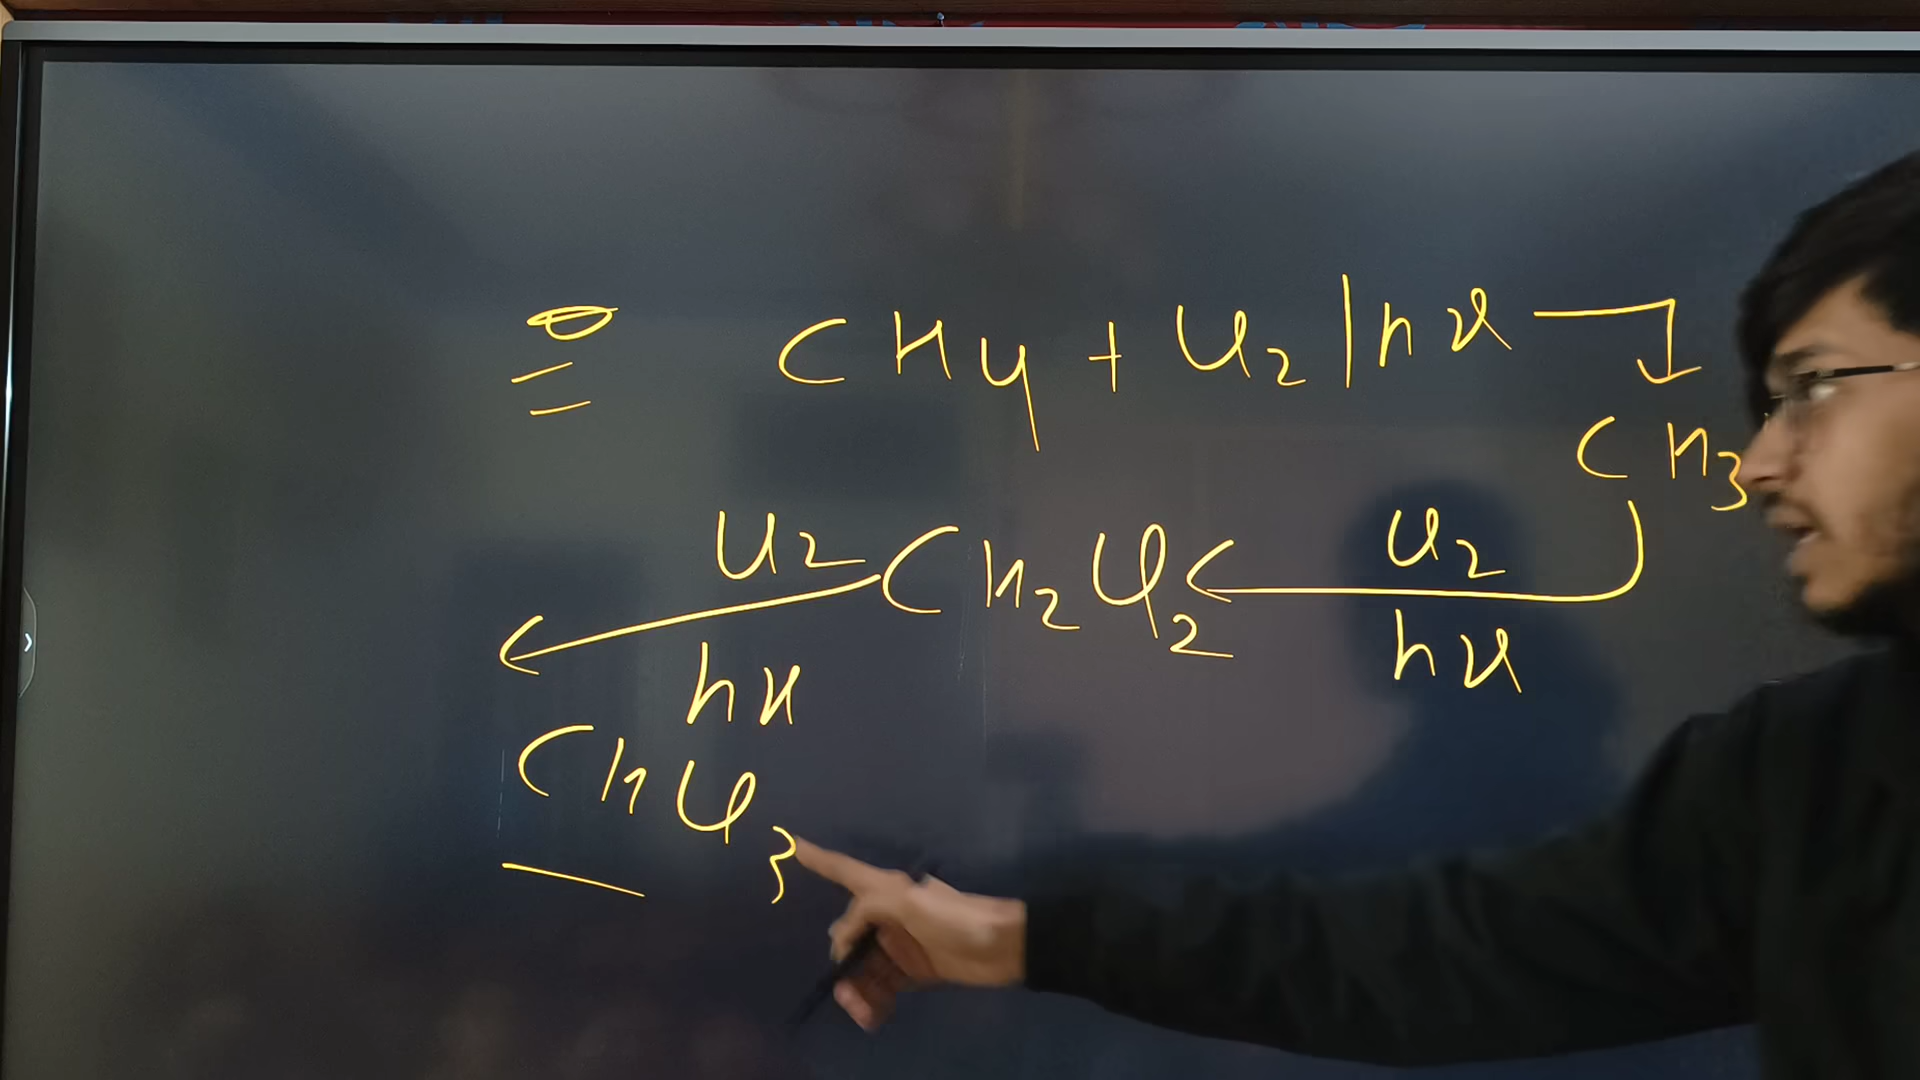 CH4 + Cl2 | hν →
CH3
Cl2 CH2Cl2 ← Cl2
hν hν
CHCl3